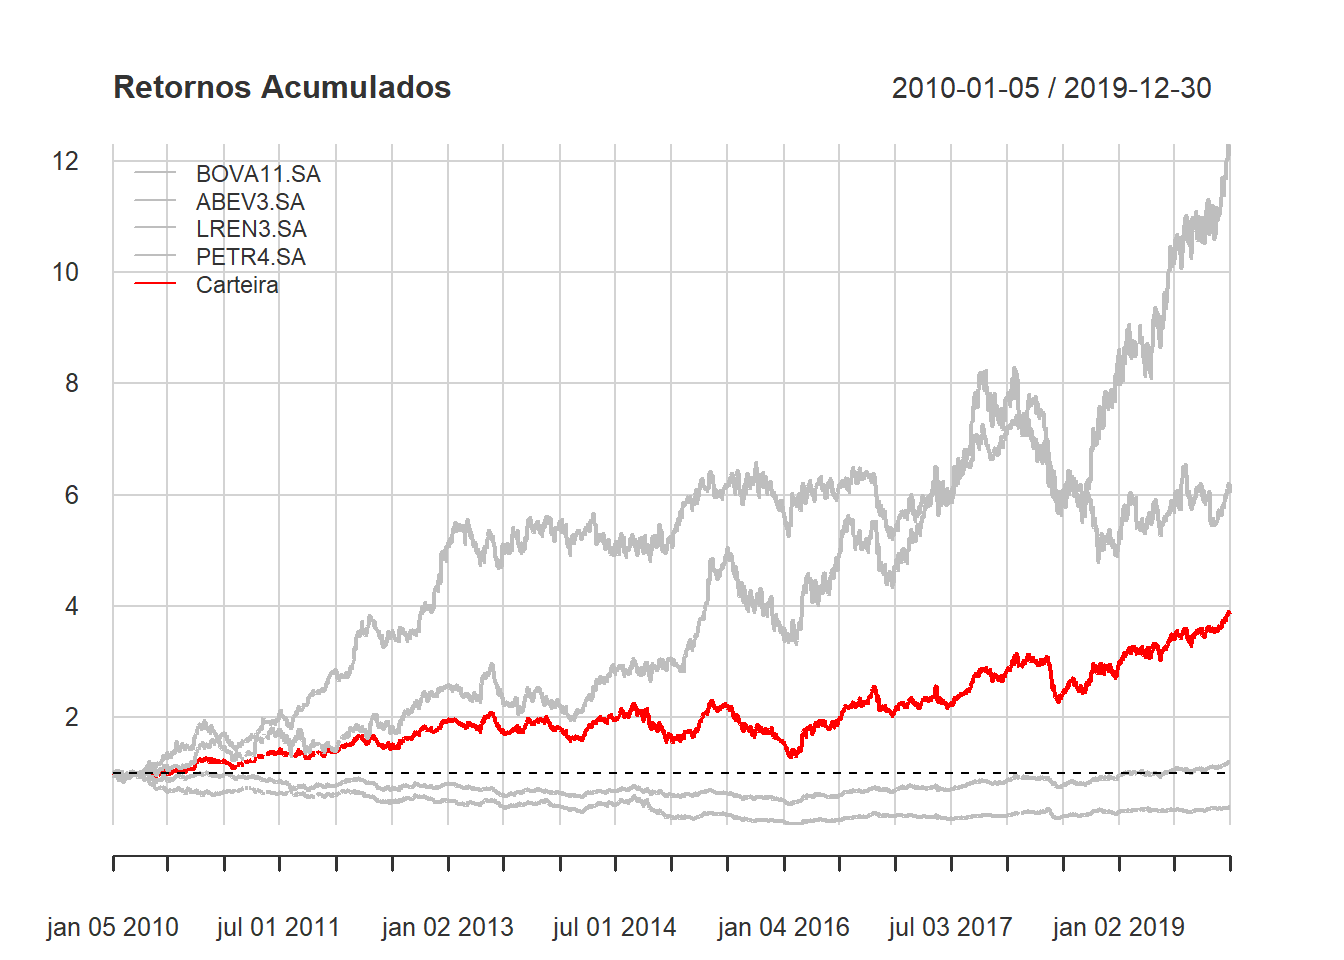 Retornos Acumulados
2010-01-05 / 2019-12-30
12
10
8
6
4
2
BOVA11.SA
ABEV3.SA
LREN3.SA
PETR4.SA
Carteira
jan 05 2010
jul 01 2011
jan 02 2013
jul 01 2014
jan 04 2016
jul 03 2017
jan 02 2019